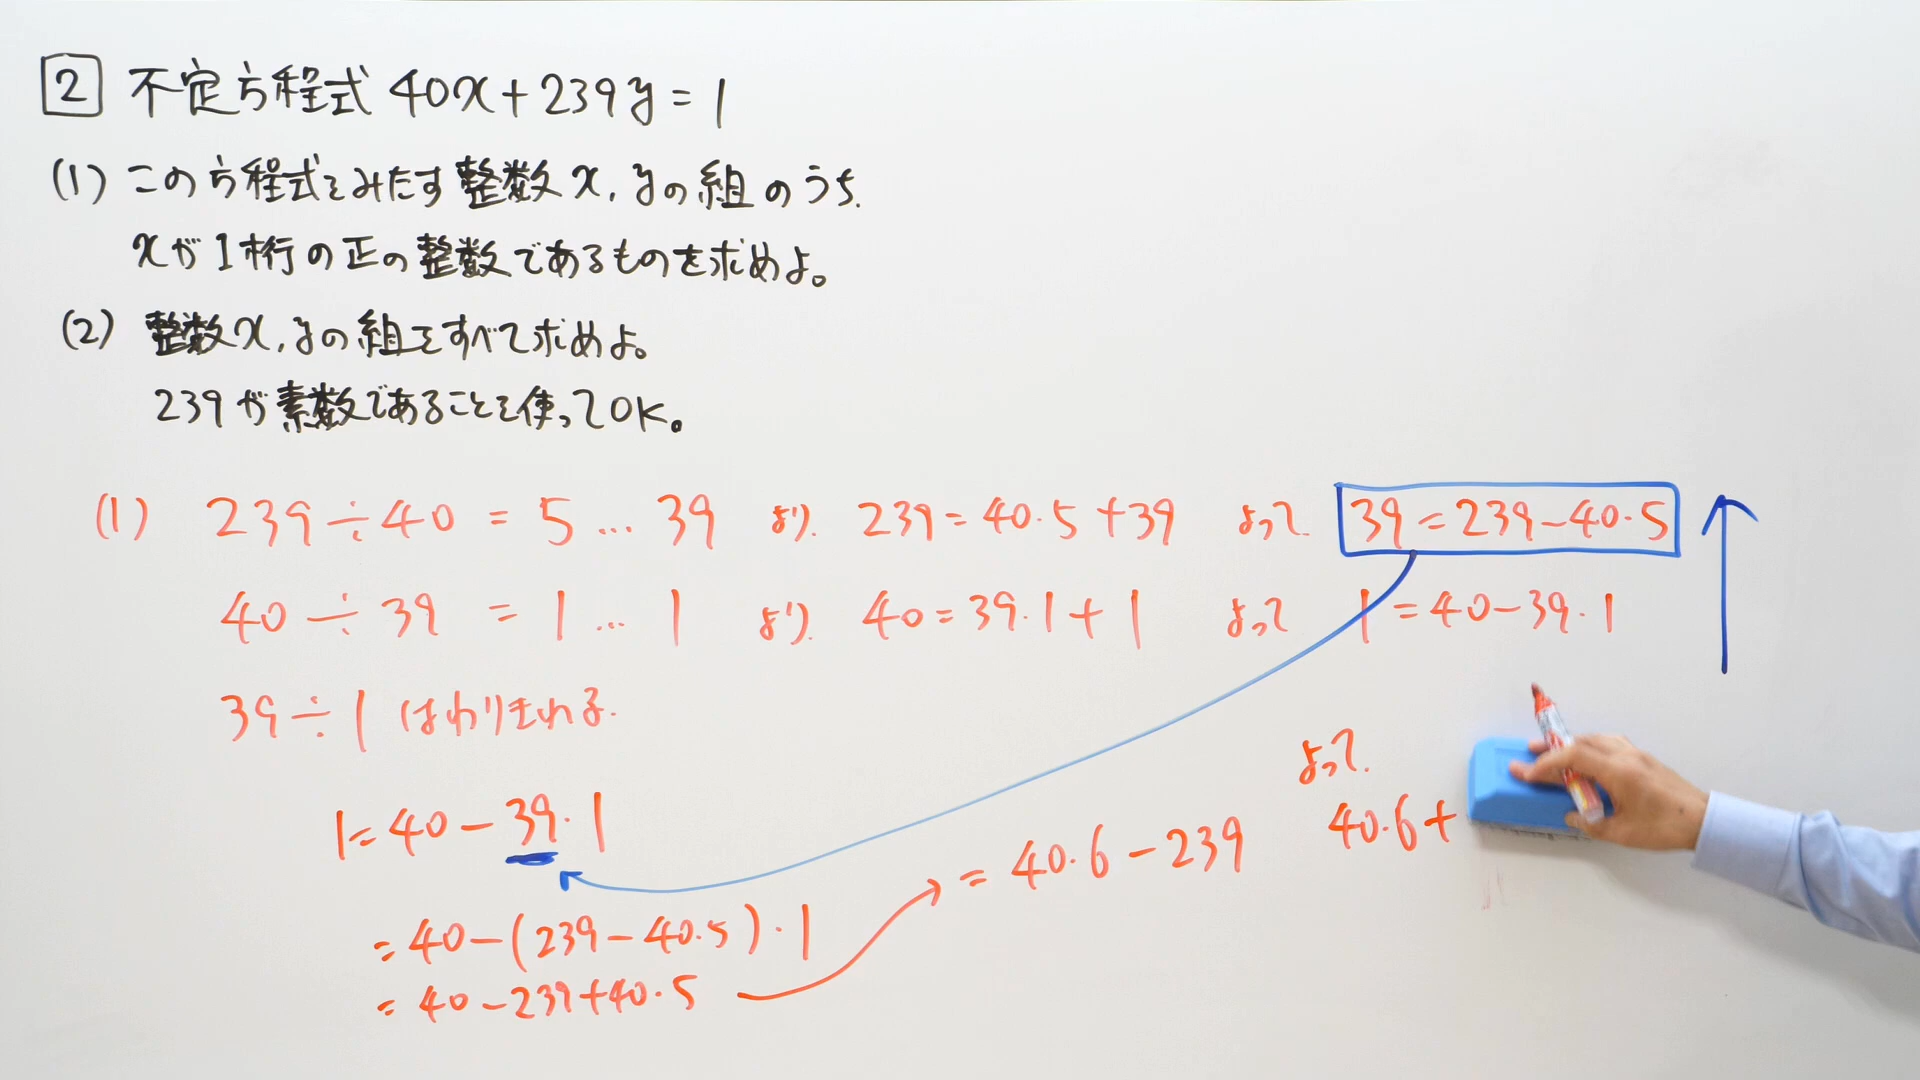 2 不定方程式 40x+239y=1
(1) この方程式をみたす整数x,yの組のうち、
xが1桁の正の整数であるものを求めよ。
(2) 整数x,yの組をすべて求めよ。
239が素数であることを使ってOK。
(1) 239÷40=5…39 より、 239=40·5+39 よって、 39=239-40·5
40÷39=1…1 より、 40=39·1+1 よって 1=40-39·1
39÷1はわりきれる.
1=40-39·1
=40-(239-40·5)·1
=40-239+40·5
=40·6-239
よって、
40·6+